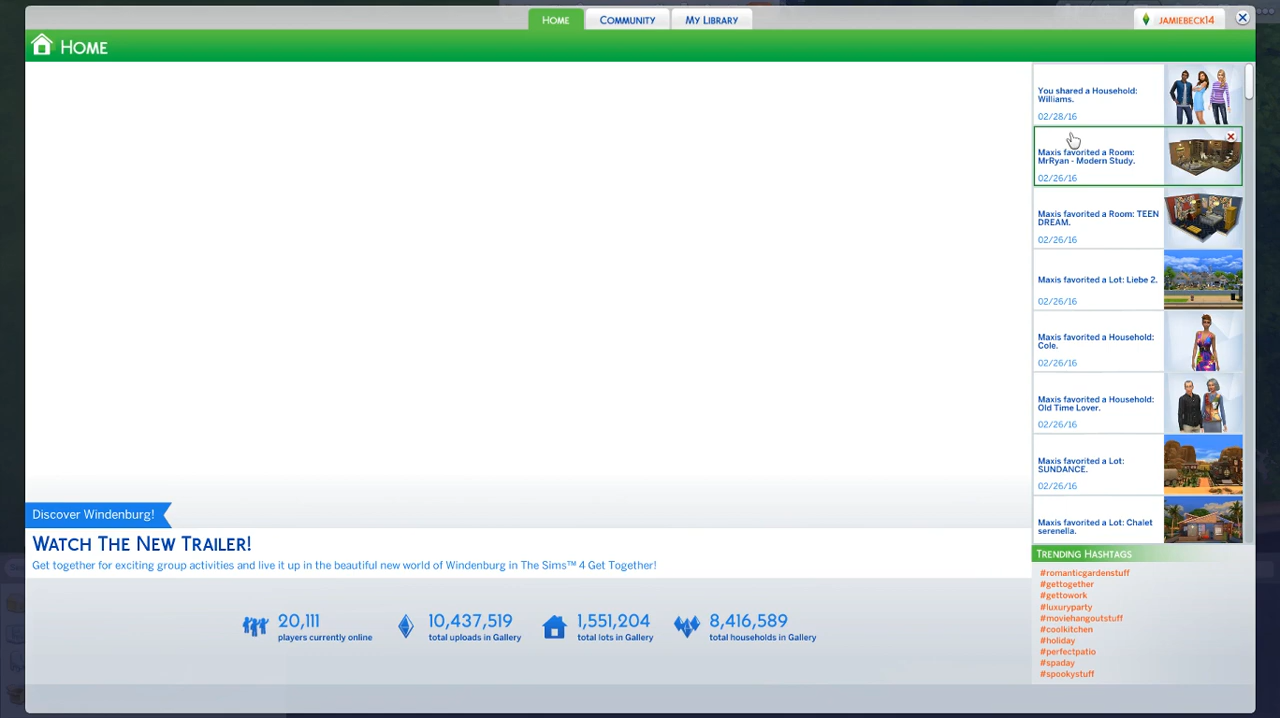 HOME
COMMUNITY
MY LIBRARY
JAMIEBECK14
HOME
You shared a Household:
Williams.
02/28/16
Maxis favorited a Room:
MrRyan - Modern Study.
02/26/16
Maxis favorited a Room: TEEN
DREAM.
02/26/16
Maxis favorited a Lot: Liebe 2.
02/26/16
Maxis favorited a Household:
Cole.
02/26/16
Maxis favorited a Household:
Old Time Lover.
02/26/16
Maxis favorited a Lot:
SUNDANCE.
02/26/16
Maxis favorited a Lot: Chalet
serenella.
Discover Windenburg!
WATCH THE NEW TRAILER!
Get together for exciting group activities and live it up in the beautiful new world of Windenburg in The Sims™ 4 Get Together!
20,111
players currently online
10,437,519
total uploads in Gallery
1,551,204
total lots in Gallery
8,416,589
total households in Gallery
TRENDING HASHTAGS
#romanticgardenstuff
#gettogether
#gettowork
#luxuryparty
#moviehangoutstuff
#coolkitchen
#holiday
#perfectpatio
#spaday
#spookystuff